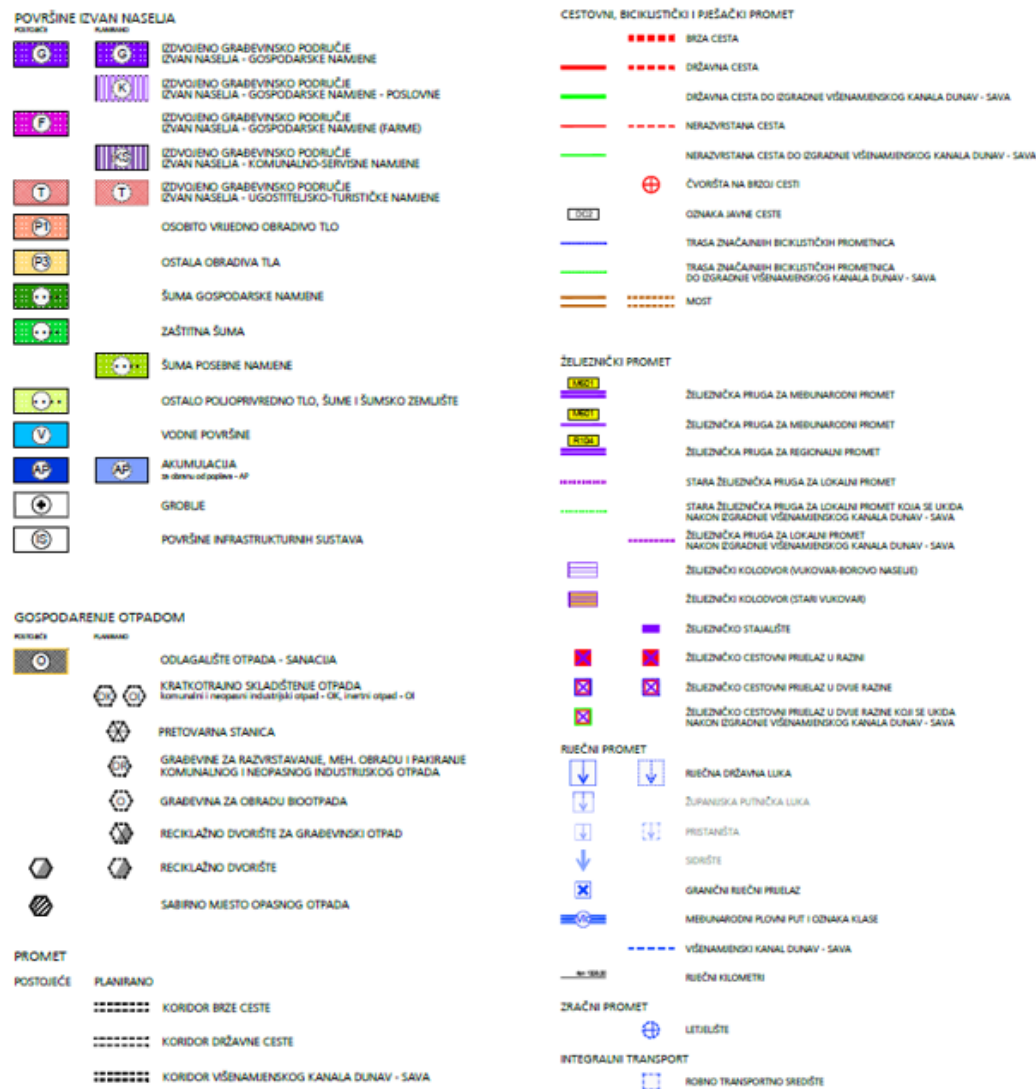 POVRŠINE IZVAN NASELJA
POSTOJEĆE PLANIRANO
G G IZDVOJENO GRAĐEVINSKO PODRUČJE
IZVAN NASELJA - GOSPODARSKE NAMJENE
K IZDVOJENO GRAĐEVINSKO PODRUČJE
IZVAN NASELJA - GOSPODARSKE NAMJENE - POSLOVNE
F IZDVOJENO GRAĐEVINSKO PODRUČJE
IZVAN NASELJA - GOSPODARSKE NAMJENE (FARME)
KS IZDVOJENO GRAĐEVINSKO PODRUČJE
IZVAN NASELJA - KOMUNALNO-SERVISNE NAMJENE
T T IZDVOJENO GRAĐEVINSKO PODRUČJE
IZVAN NASELJA - UGOSTITELJSKO-TURISTIČKE NAMJENE
P1 OSOBITO VRIJEDNO OBRADIVO TLO
P3 OSTALA OBRADIVA TLA
ŠUMA GOSPODARSKE NAMJENE
ZAŠTITNA ŠUMA
ŠUMA POSEBNE NAMJENE
OSTALO POLJOPRIVREDNO TLO, ŠUME I ŠUMSKO ZEMLJIŠTE
V VODNE POVRŠINE
AP AP AKUMULACIJA
za obranu od poplava - AP
GROBLJE
IS POVRŠINE INFRASTRUKTURNIH SUSTAVA
GOSPODARENJE OTPADOM
POSTOJEĆE PLANIRANO
O ODLAGALIŠTE OTPADA - SANACIJA
OK OI KRATKOTRAJNO SKLADIŠTENJE OTPADA
komunalni i neopasni industrijski otpad - OK, inertni otpad - OI
PRETOVARNA STANICA
OR GRAĐEVINE ZA RAZVRSTAVANJE, MEH. OBRADU I PAKIRANJE
KOMUNALNOG I NEOPASNOG INDUSTRIJSKOG OTPADA
O GRAĐEVINA ZA OBRADU BIOOTPADA
RECIKLAŽNO DVORIŠTE ZA GRAĐEVINSKI OTPAD
RECIKLAŽNO DVORIŠTE
SABIRNO MJESTO OPASNOG OTPADA
PROMET
POSTOJEĆE PLANIRANO
KORIDOR BRZE CESTE
KORIDOR DRŽAVNE CESTE
KORIDOR VIŠENAMJENSKOG KANALA DUNAV - SAVA
CESTOVNI, BICIKLISTIČKI I PJEŠAČKI PROMET
BRZA CESTA
DRŽAVNA CESTA
DRŽAVNA CESTA DO IZGRADNJE VIŠENAMJENSKOG KANALA DUNAV - SAVA
NERAZVRSTANA CESTA
NERAZVRSTANA CESTA DO IZGRADNJE VIŠENAMJENSKOG KANALA DUNAV - SAVA
ČVORIŠTA NA BRZOJ CESTI
DC2 OZNAKA JAVNE CESTE
TRASA ZNAČAJNIJIH BICIKLISTIČKIH PROMETNICA
TRASA ZNAČAJNIJIH BICIKLISTIČKIH PROMETNICA
DO IZGRADNJE VIŠENAMJENSKOG KANALA DUNAV - SAVA
MOST
ŽELJEZNIČKI PROMET
M601 ŽELJEZNIČKA PRUGA ZA MEĐUNARODNI PROMET
M601 ŽELJEZNIČKA PRUGA ZA MEĐUNARODNI PROMET
R104 ŽELJEZNIČKA PRUGA ZA REGIONALNI PROMET
STARA ŽELJEZNIČKA PRUGA ZA LOKALNI PROMET
STARA ŽELJEZNIČKA PRUGA ZA LOKALNI PROMET KOJA SE UKIDA
NAKON IZGRADNJE VIŠENAMJENSKOG KANALA DUNAV - SAVA
ŽELJEZNIČKA PRUGA ZA LOKALNI PROMET
NAKON IZGRADNJE VIŠENAMJENSKOG KANALA DUNAV - SAVA
ŽELJEZNIČKI KOLODVOR (VUKOVAR-BOROVO NASELJE)
ŽELJEZNIČKI KOLODVOR (STARI VUKOVAR)
ŽELJEZNIČKO STAJALIŠTE
ŽELJEZNIČKO CESTOVNI PRIJELAZ U RAZINI
ŽELJEZNIČKO CESTOVNI PRIJELAZ U DVIJE RAZINE
ŽELJEZNIČKO CESTOVNI PRIJELAZ U DVIJE RAZINE KOJI SE UKIDA
NAKON IZGRADNJE VIŠENAMJENSKOG KANALA DUNAV - SAVA
RIJEČNI PROMET
RIJEČNA DRŽAVNA LUKA
ŽUPANIJSKA PUTNIČKA LUKA
PRISTANIŠTA
SIDRIŠTE
GRANIČNI RIJEČNI PRIJELAZ
MEĐUNARODNI PLOVNI PUT I OZNAKA KLASE
VIŠENAMJENSKI KANAL DUNAV - SAVA
RIJEČNI KILOMETRI
ZRAČNI PROMET
LETJELIŠTE
INTEGRALNI TRANSPORT
ROBNO TRANSPORTNO SREDIŠTE